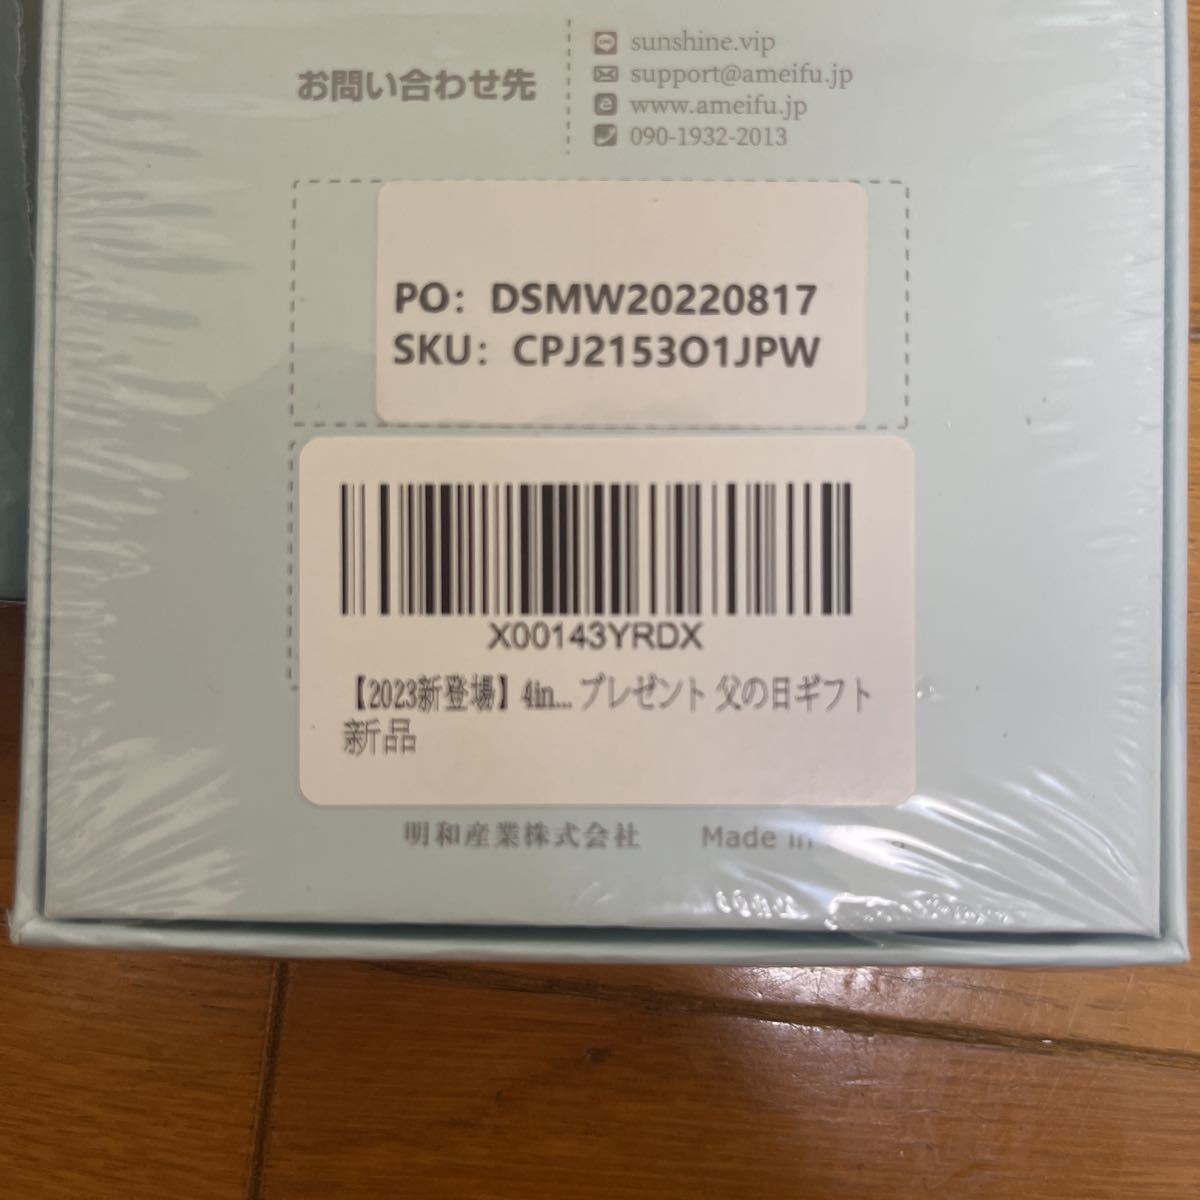 お問い合わせ先
sunshine.vip
support@ameifu.jp
www.ameifu.jp
090-1932-2013
PO: DSMW20220817
SKU: CPJ2153O1JPW
X00143YRDX
【2023新登場】4in... プレゼント 父の日ギフト
新品
明和産業株式会社 Made in